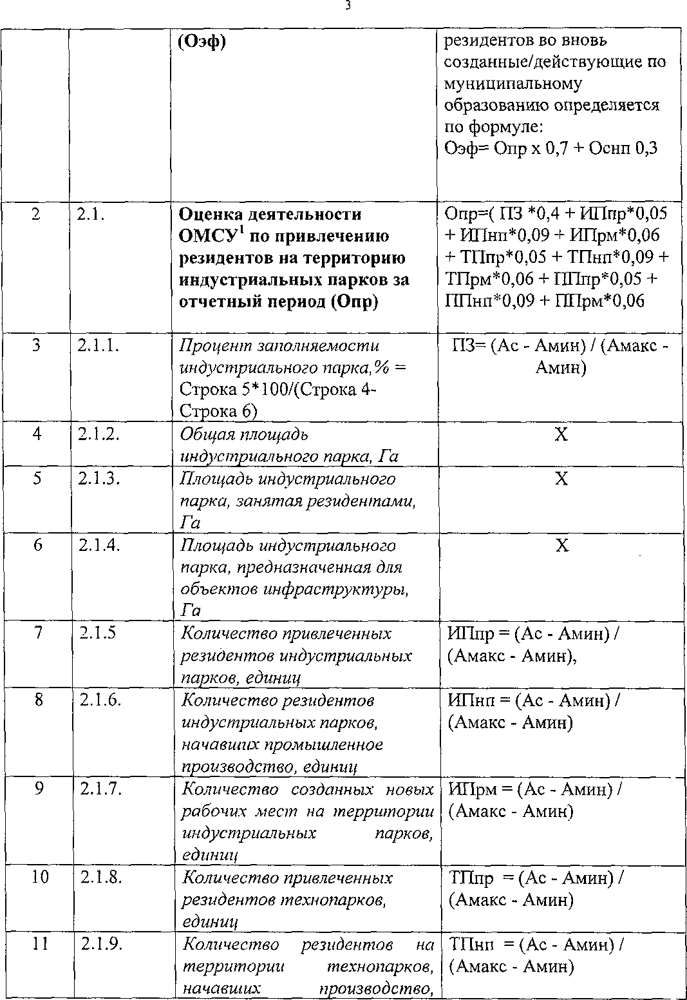 3
(Оэф)
резидентов во вновь
созданные/действующие по
муниципальному
образованию определяется
по формуле:
Оэф= Опр х 0,7 + Оснп 0,3
2
2.1.
Оценка деятельности
ОМСУ¹ по привлечению
резидентов на территорию
индустриальных парков за
отчетный период (Опр)
Опр=( ПЗ *0,4 + ИПпр*0,05
+ ИПнп*0,09 + ИПрм*0,06
+ ТПпр*0,05 + ТПнп*0,09 +
ТПрм*0,06 + ППпр*0,05 +
ППнп*0,09 + ППрм*0,06
3
2.1.1.
Процент заполняемости
индустриального парка,% =
Строка 5*100/(Строка 4-
Строка 6)
ПЗ= (Ас - Амин) / (Амакс -
Амин)
4
2.1.2.
Общая площадь
индустриального парка, Га
Х
5
2.1.3.
Площадь индустриального
парка, занятая резидентами,
Га
Х
6
2.1.4.
Площадь индустриального
парка, предназначенная для
объектов инфраструктуры,
Га
Х
7
2.1.5
Количество привлеченных
резидентов индустриальных
парков, единиц
ИПпр = (Ас - Амин) /
(Амакс - Амин),
8
2.1.6.
Количество резидентов
индустриальных парков,
начавших промышленное
производство, единиц
ИПнп = (Ас - Амин) /
(Амакс - Амин)
9
2.1.7.
Количество созданных новых
рабочих мест на территории
индустриальных парков,
единиц
ИПрм = (Ас - Амин) /
(Амакс - Амин)
10
2.1.8.
Количество привлеченных
резидентов технопарков,
единиц
ТПпр = (Ас - Амин) /
(Амакс - Амин)
11
2.1.9.
Количество резидентов на
территории технопарков,
начавших производство,
ТПнп = (Ас - Амин) /
(Амакс - Амин)